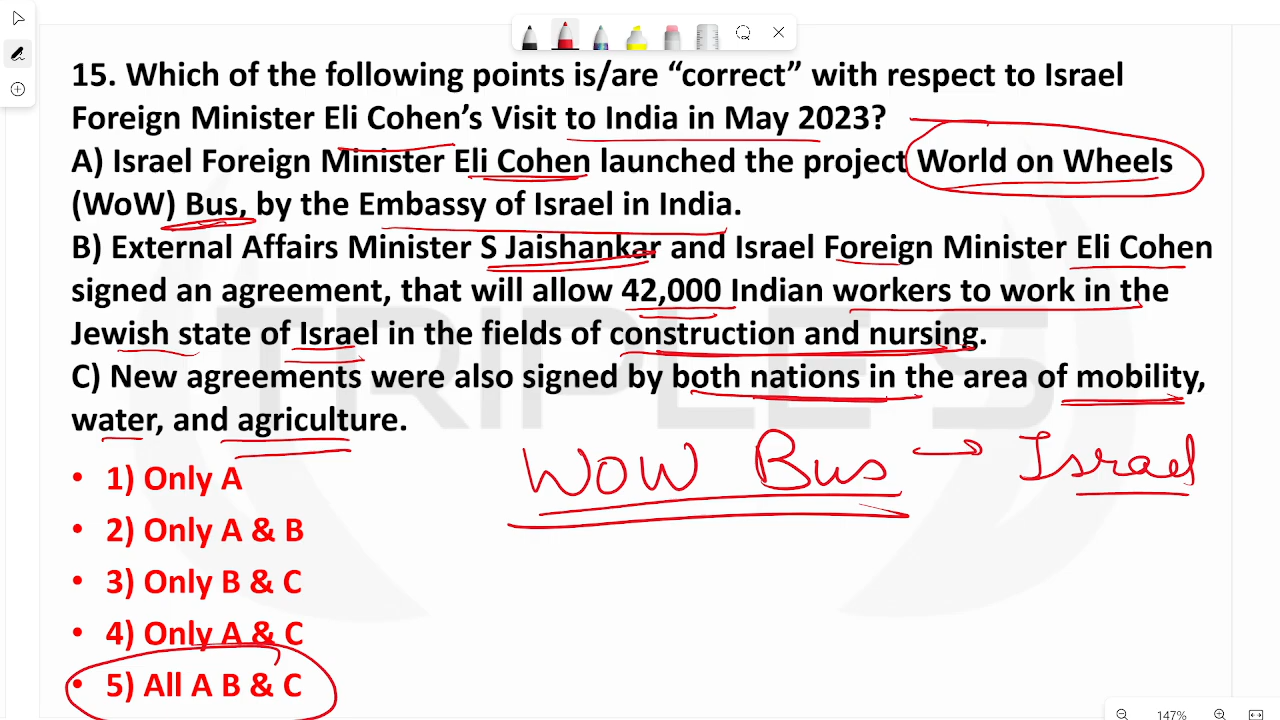 15. Which of the following points is/are “correct” with respect to Israel
Foreign Minister Eli Cohen’s Visit to India in May 2023?
A) Israel Foreign Minister Eli Cohen launched the project World on Wheels
(WoW) Bus, by the Embassy of Israel in India.
B) External Affairs Minister S Jaishankar and Israel Foreign Minister Eli Cohen
signed an agreement, that will allow 42,000 Indian workers to work in the
Jewish state of Israel in the fields of construction and nursing.
C) New agreements were also signed by both nations in the area of mobility,
water, and agriculture.
WOW Bus → Israel
• 1) Only A
• 2) Only A & B
• 3) Only B & C
• 4) Only A & C
• 5) All A B & C
TRIPLE S
147%